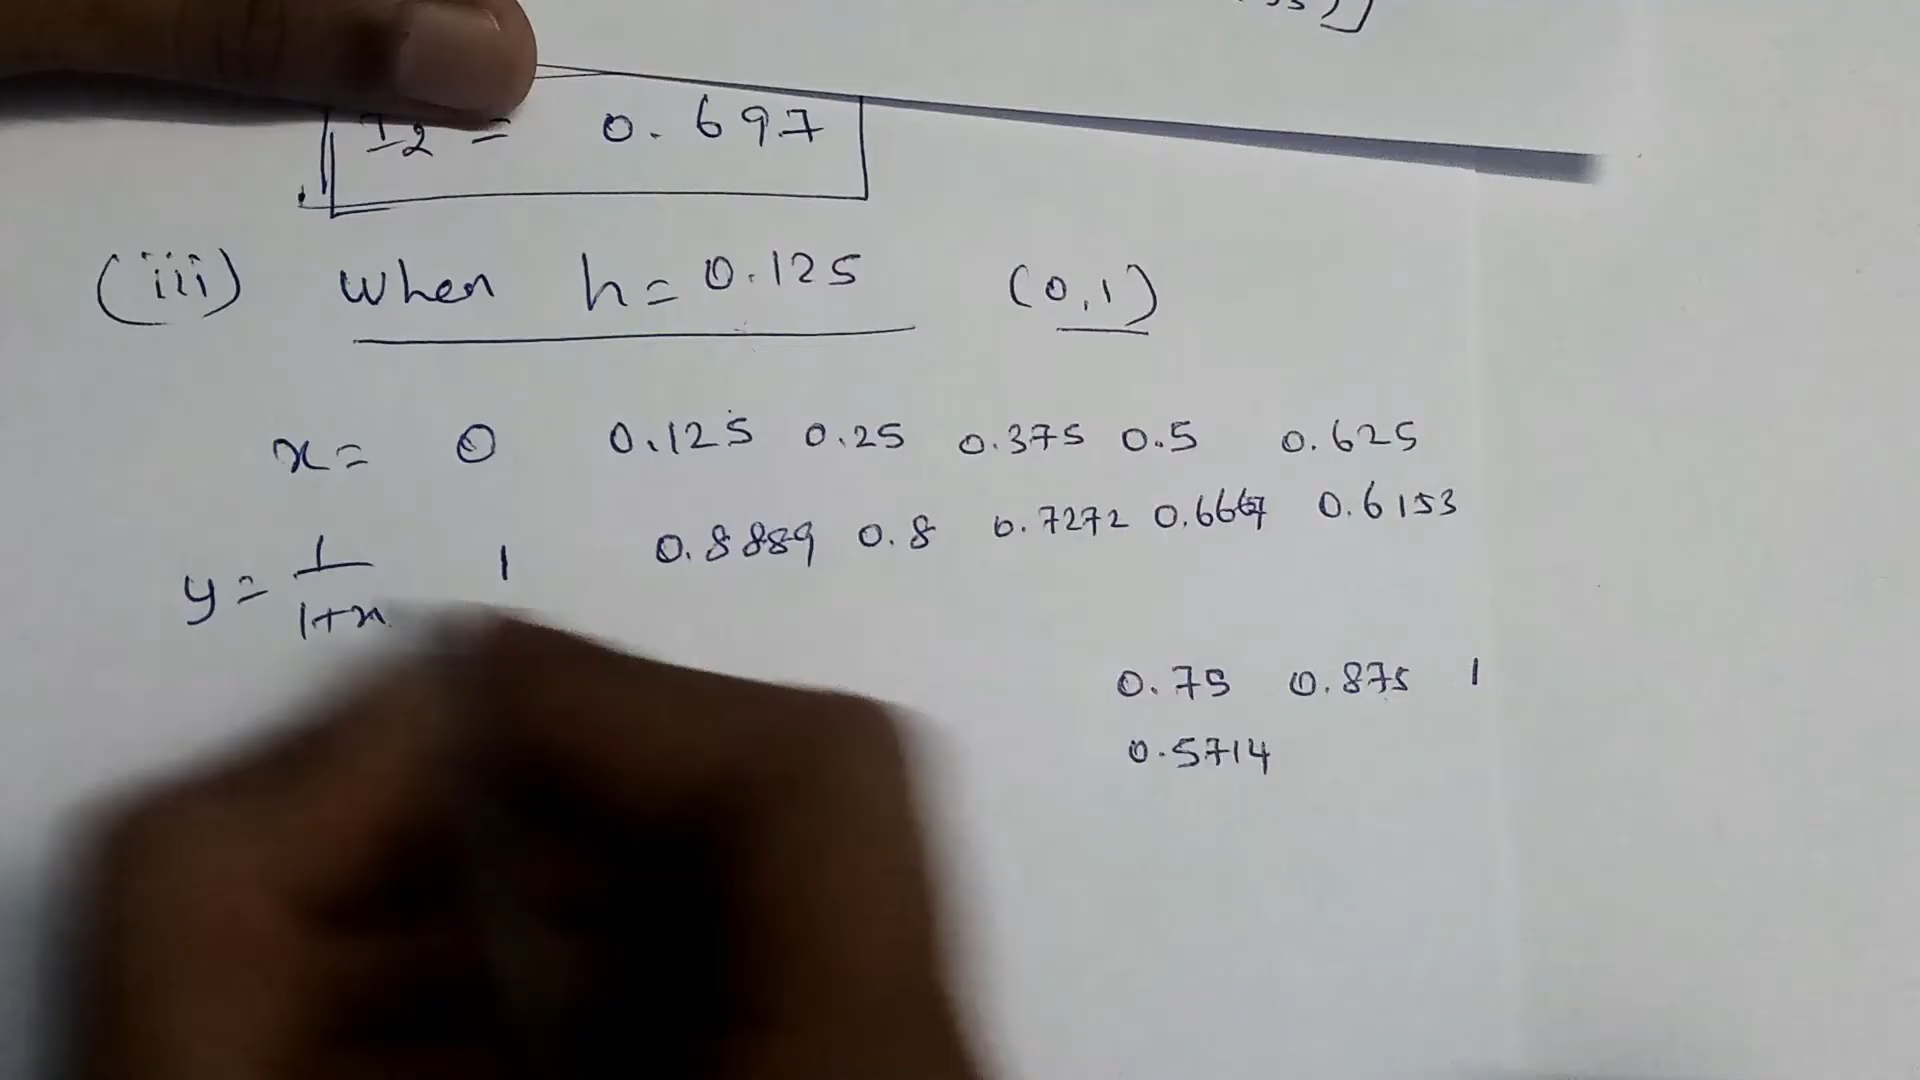 I2 = 0.697
(iii) when h = 0.125 (0,1)
x = 0 0.125 0.25 0.375 0.5 0.625
y = 1/1+x 1 0.8889 0.8 0.7272 0.6667 0.6153
0.75 0.875 1
0.5714